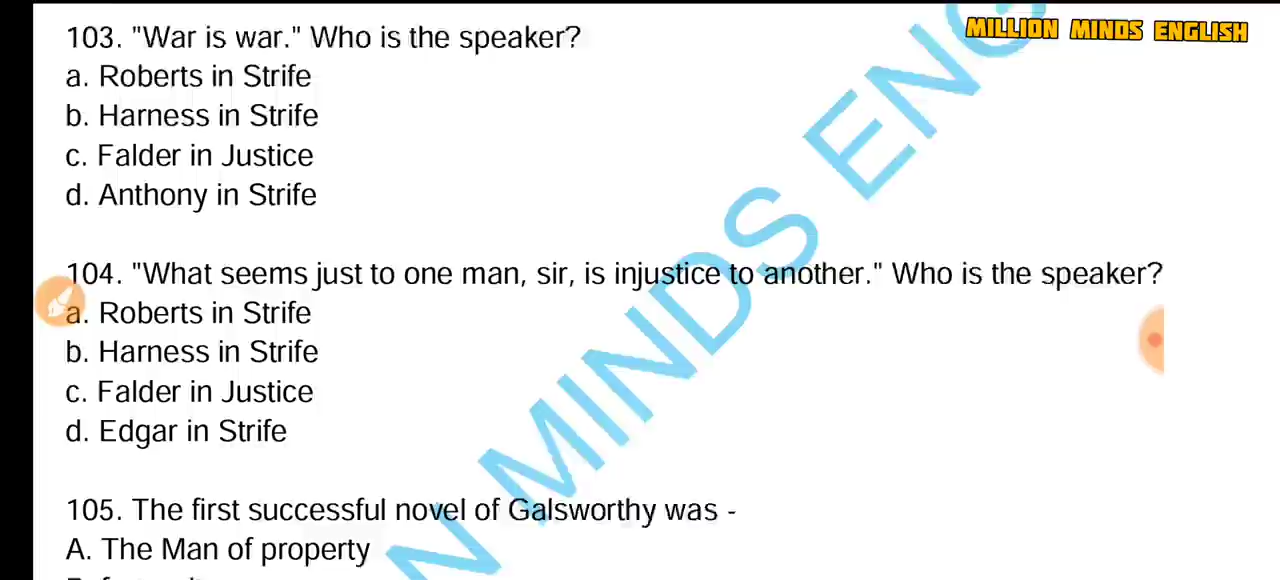 MILLION MINDS ENGLISH
103. "War is war." Who is the speaker?
a. Roberts in Strife
b. Harness in Strife
c. Falder in Justice
d. Anthony in Strife
104. "What seems just to one man, sir, is injustice to another." Who is the speaker?
a. Roberts in Strife
b. Harness in Strife
c. Falder in Justice
d. Edgar in Strife
105. The first successful novel of Galsworthy was -
A. The Man of property
N MINDS ENG